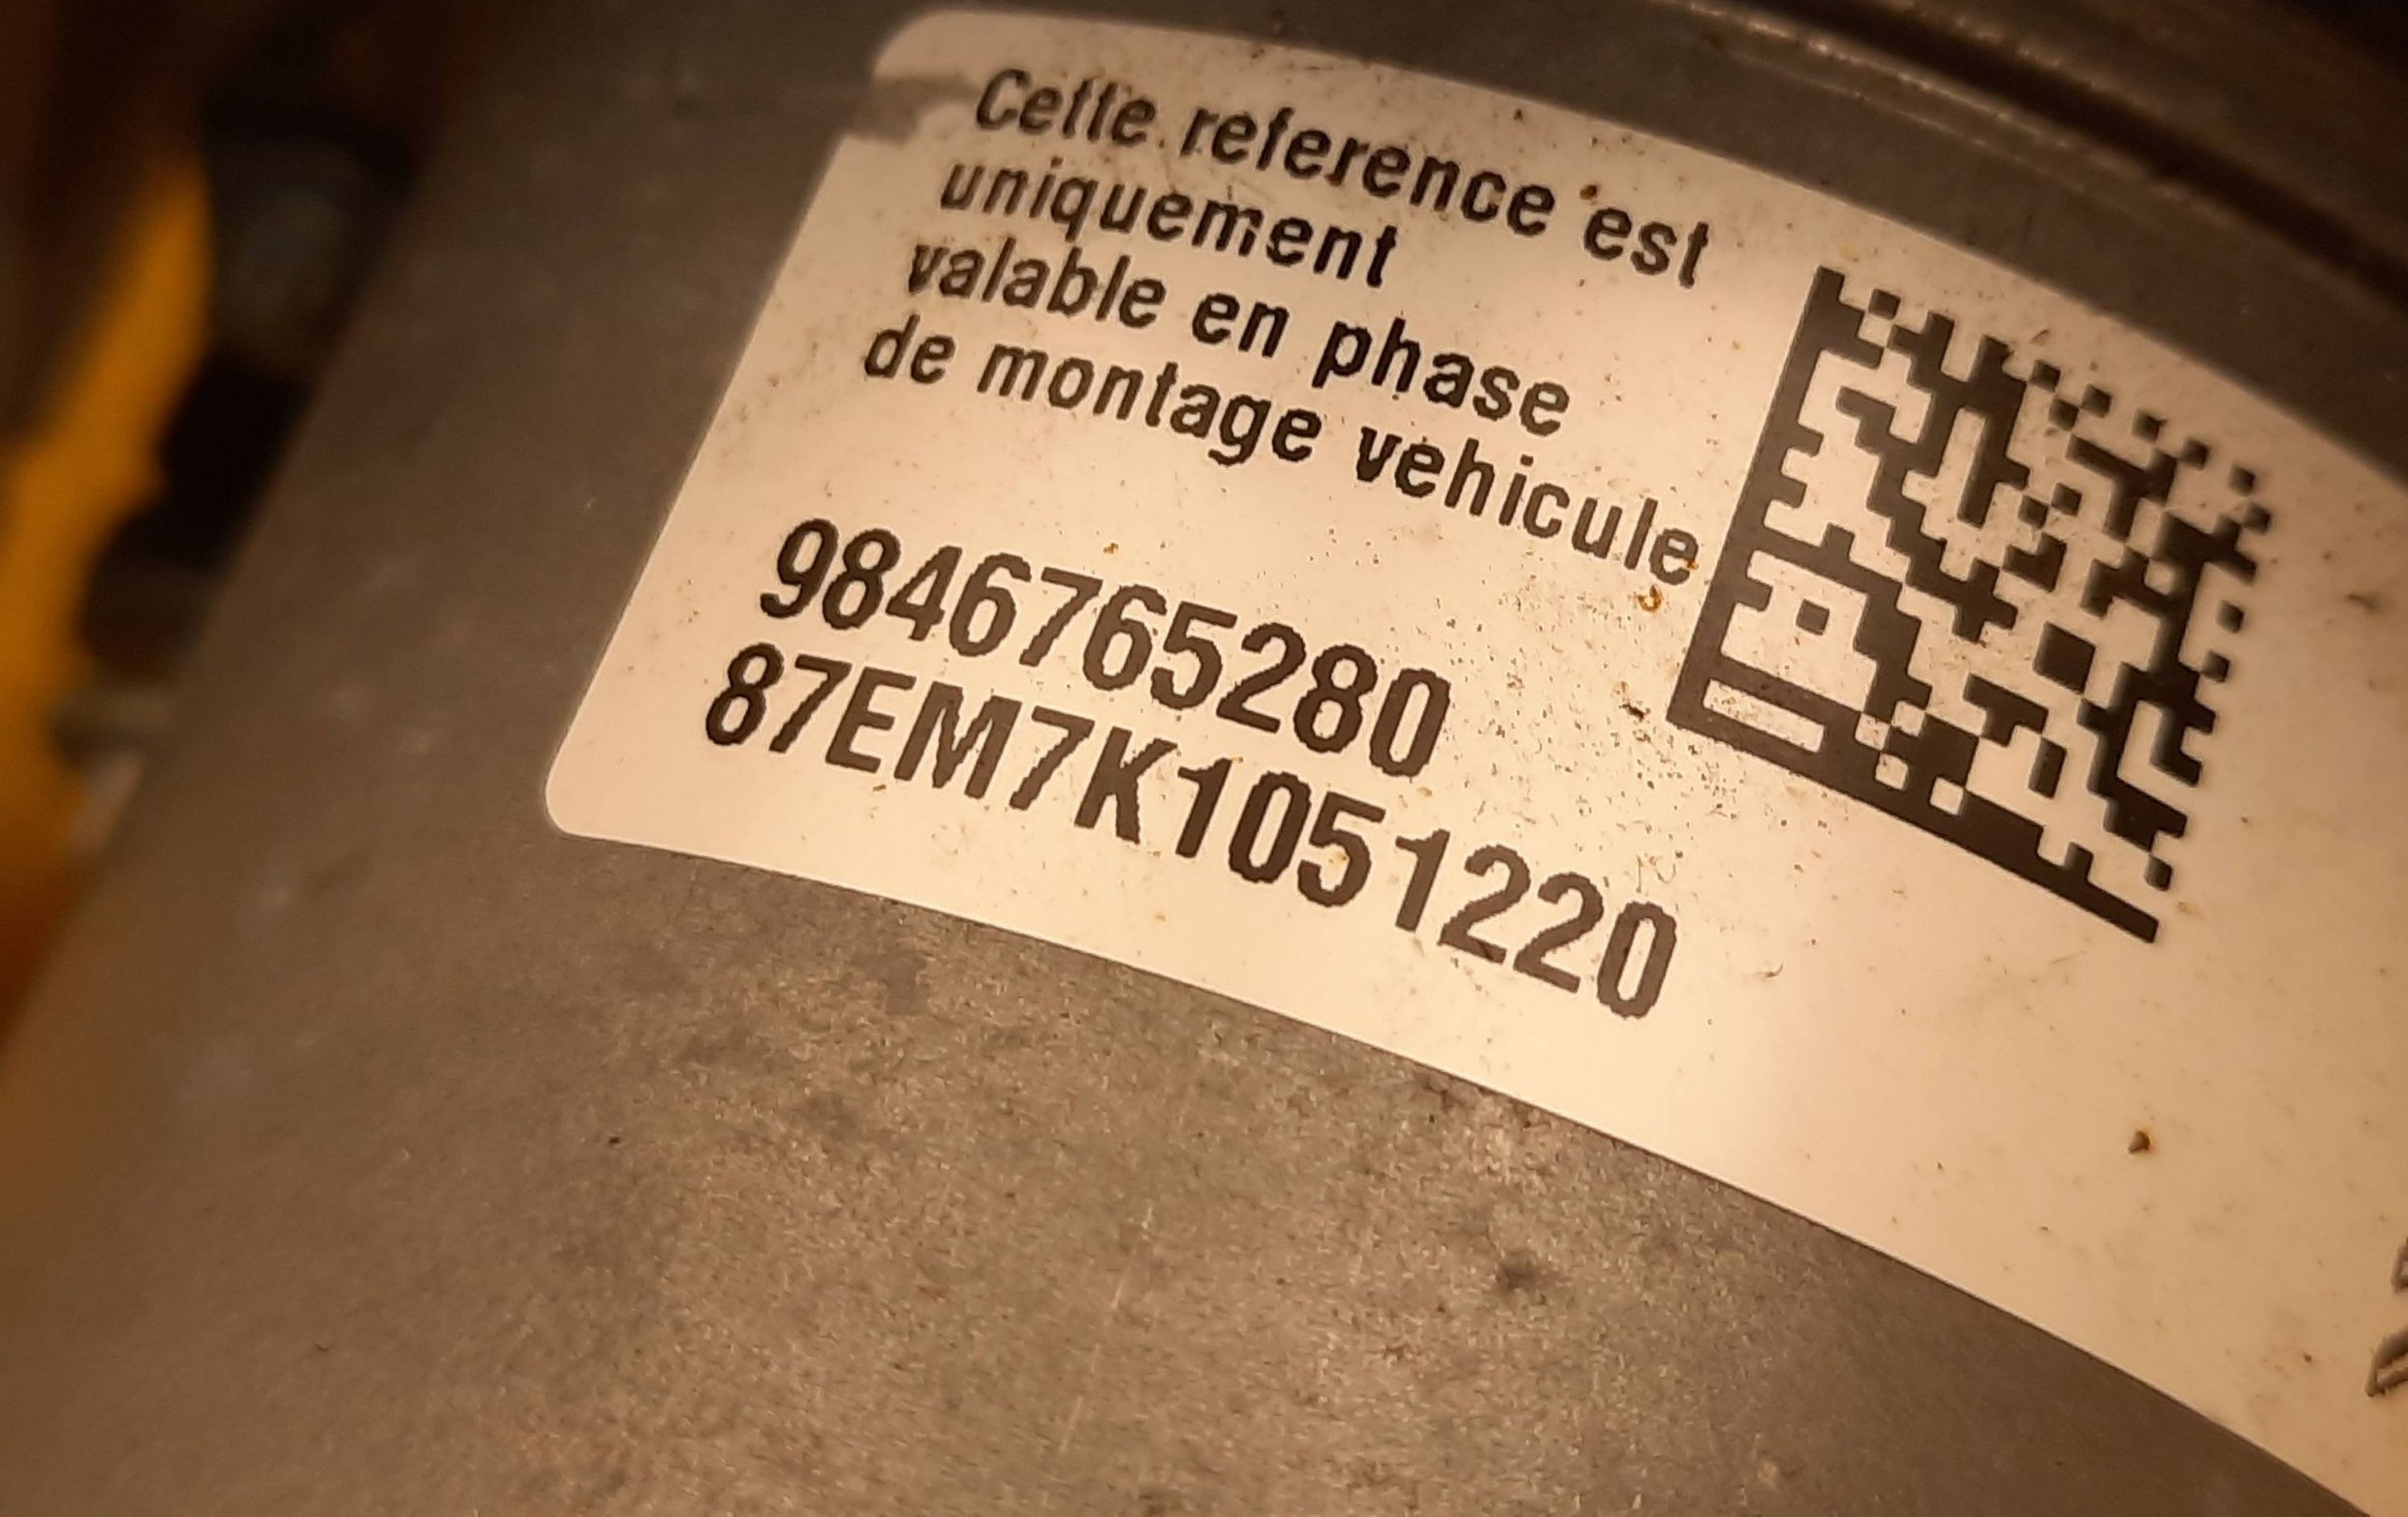 Cette reference est
uniquement
valable en phase
de montage vehicule
9846765280
87EM7K1051220